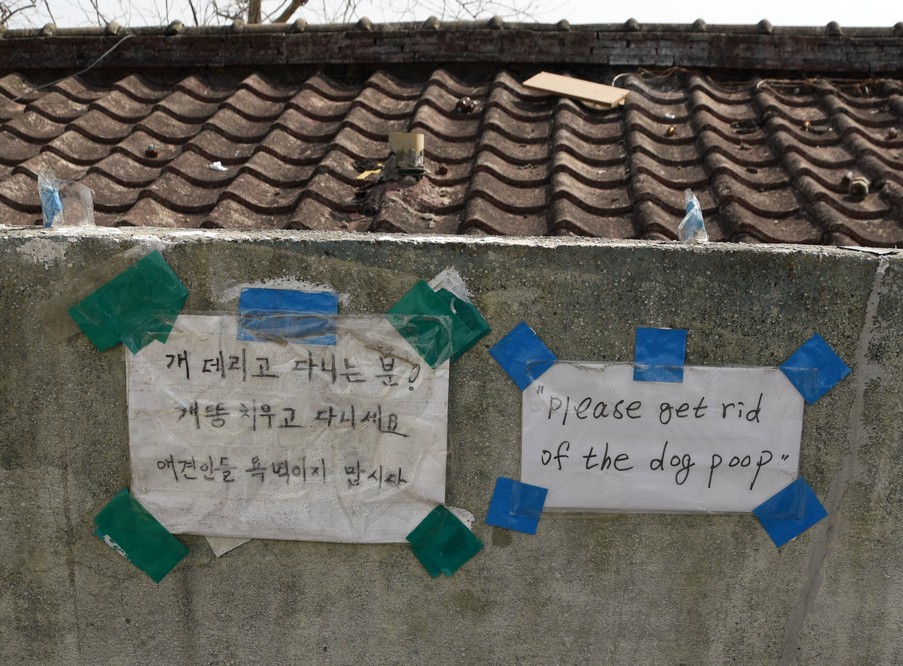 개 데리고 다니는 분!
개똥 치우고 다니세요
애견인들 욕벽이지 맙시다
"please get rid
of the dog poop"